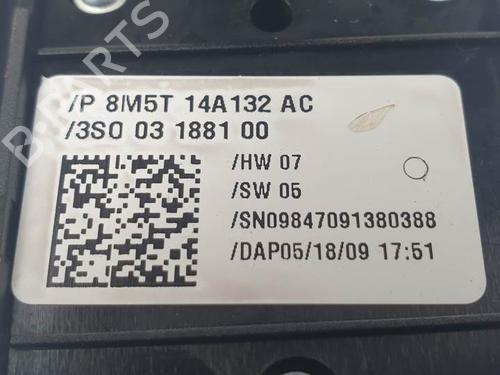 /P 8M5T 14A132 AC
/3S0 03 1881 00
/HW 07
/SW 05
/SN09847091380388
/DAP05/18/09 17:51